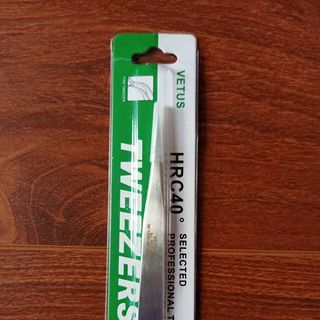 VETUS
HRC40°
SELECTED
PROFESSIONAL T
TWEEZERS